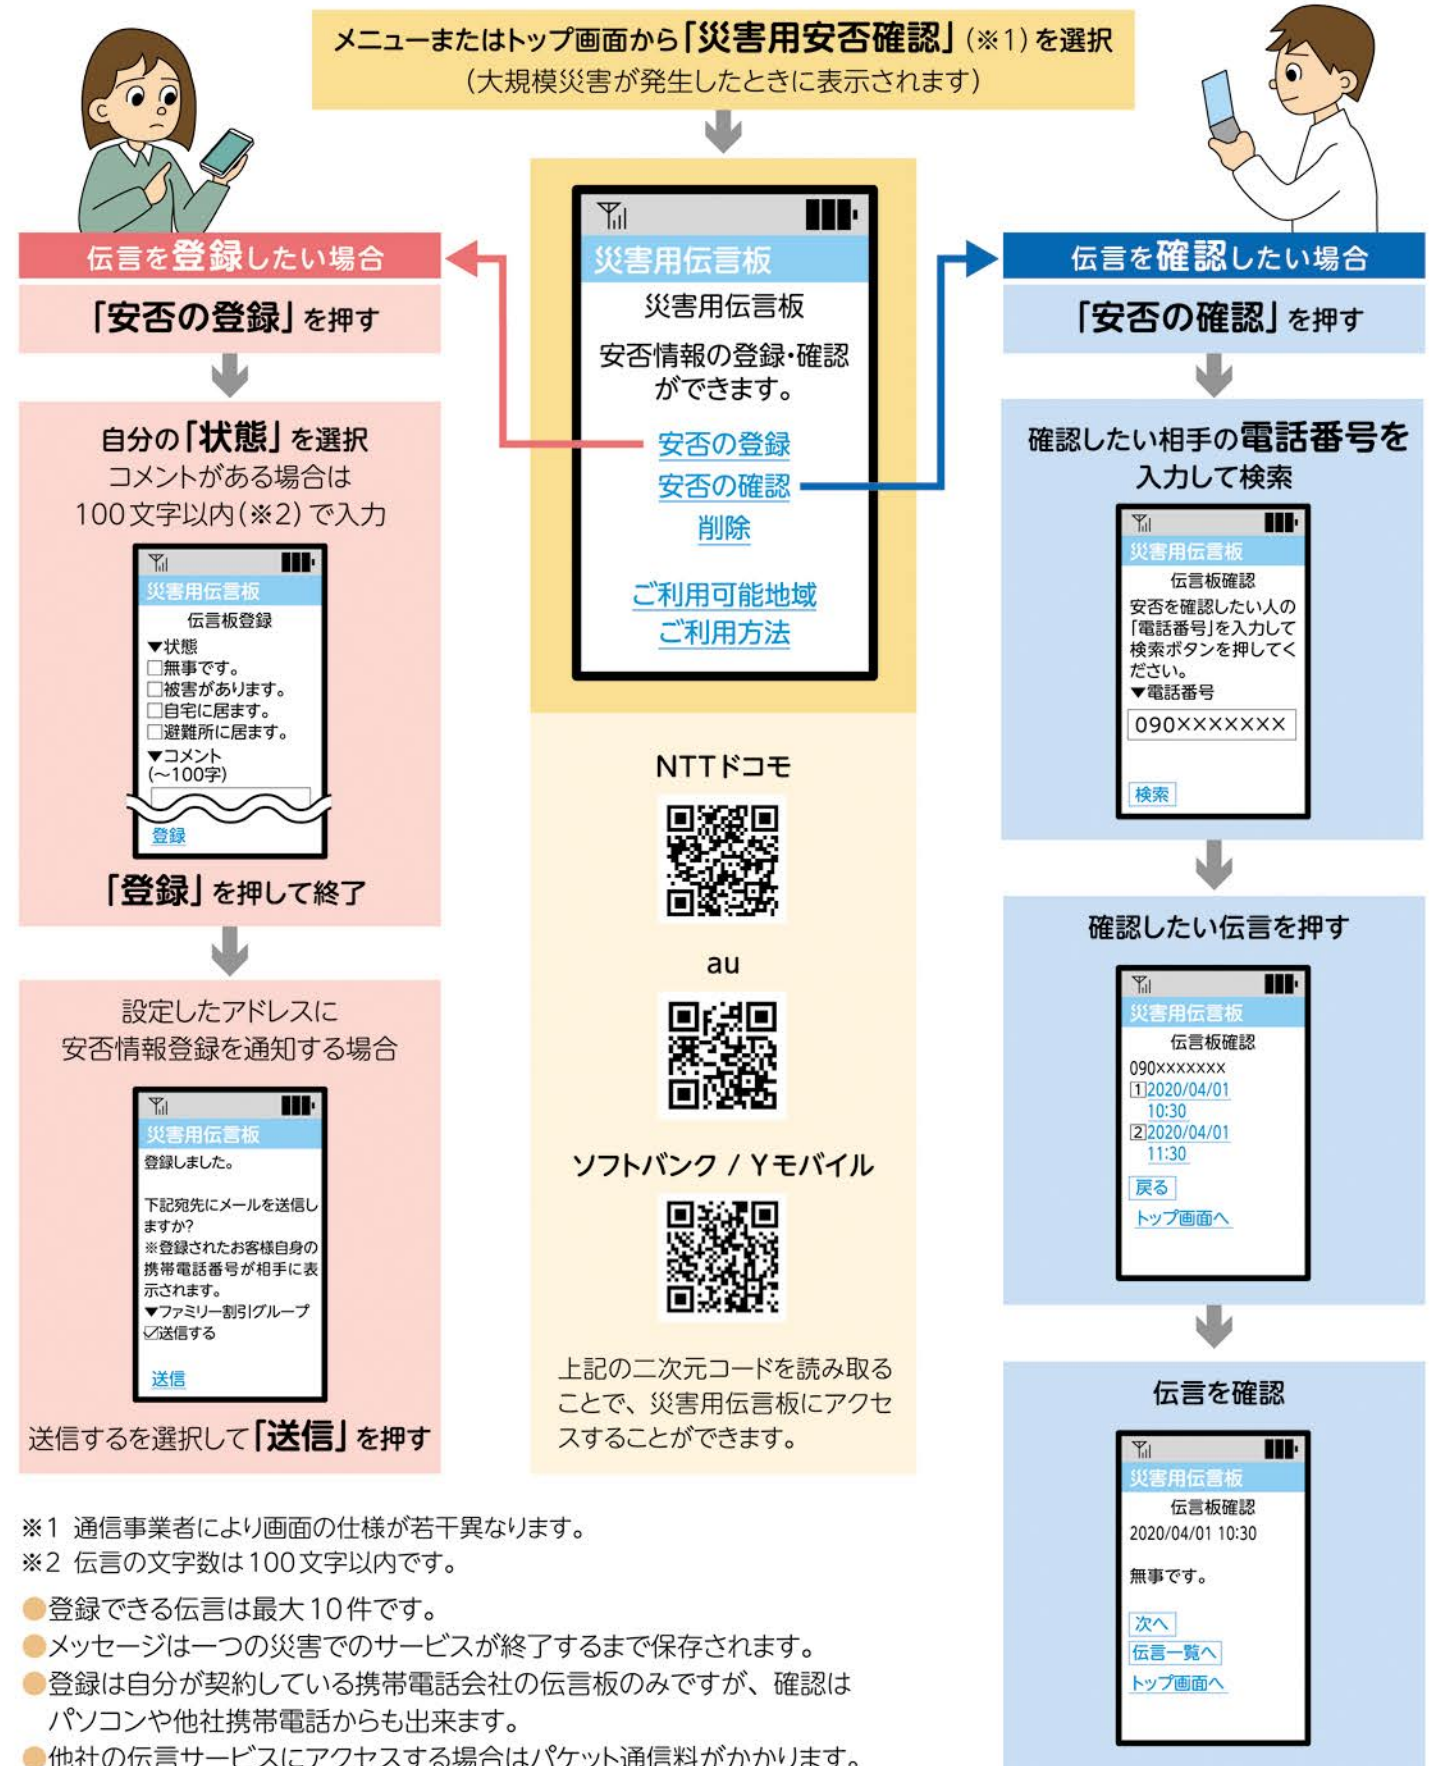 メニューまたはトップ画面から「災害用安否確認」(※1)を選択
(大規模災害が発生したときに表示されます)
災害用伝言板
災害用伝言板
安否情報の登録・確認
ができます。
安否の登録
安否の確認
削除
ご利用可能地域
ご利用方法
伝言を登録したい場合
「安否の登録」を押す
自分の「状態」を選択
コメントがある場合は
100文字以内(※2)で入力
災害用伝言板
伝言板登録
▼状態
□無事です。
□被害があります。
□自宅に居ます。
□避難所に居ます。
▼コメント
(～100字)
登録
「登録」を押して終了
設定したアドレスに
安否情報登録を通知する場合
災害用伝言板
登録しました。
下記宛先にメールを送信し
ますか?
※登録されたお客様自身の
携帯電話番号が相手に表
示されます。
▼ファミリー割引グループ
☑送信する
送信
送信するを選択して「送信」を押す
NTTドコモ
au
ソフトバンク / Yモバイル
上記の二次元コードを読み取る
ことで、災害用伝言板にアクセ
スすることができます。
伝言を確認したい場合
「安否の確認」を押す
確認したい相手の電話番号を
入力して検索
災害用伝言板
伝言板確認
安否を確認したい人の
「電話番号」を入力して
検索ボタンを押してく
ださい。
▼電話番号
090×××××××
検索
確認したい伝言を押す
災害用伝言板
伝言板確認
090×××××××
1 2020/04/01
10:30
2 2020/04/01
11:30
戻る
トップ画面へ
伝言を確認
災害用伝言板
伝言板確認
2020/04/01 10:30
無事です。
次へ
伝言一覧へ
トップ画面へ
※1 通信事業者により画面の仕様が若干異なります。
※2 伝言の文字数は100文字以内です。
●登録できる伝言は最大10件です。
●メッセージは一つの災害でのサービスが終了するまで保存されます。
●登録は自分が契約している携帯電話会社の伝言板のみですが、確認は
パソコンや他社携帯電話からも出来ます。
●他社の伝言サービスにアクセスする場合はパケット通信料がかかります。